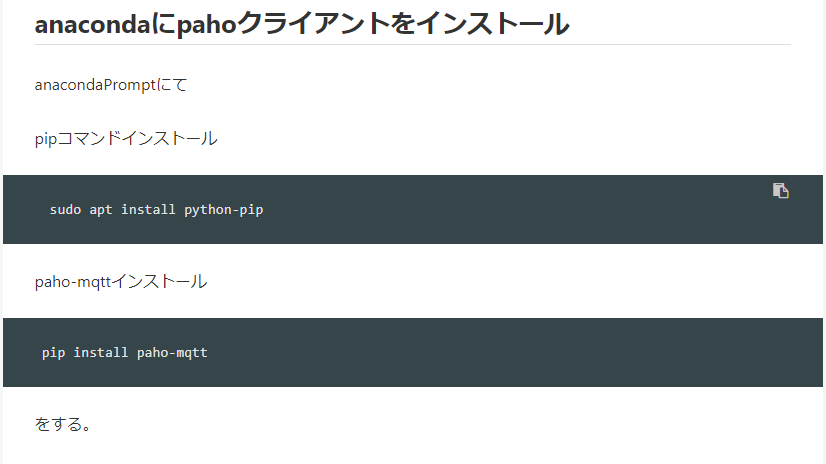 anacondaにpahoクライアントをインストール
anacondaPromptにて
pipコマンドインストール
sudo apt install python-pip
paho-mqttインストール
pip install paho-mqtt
をする。